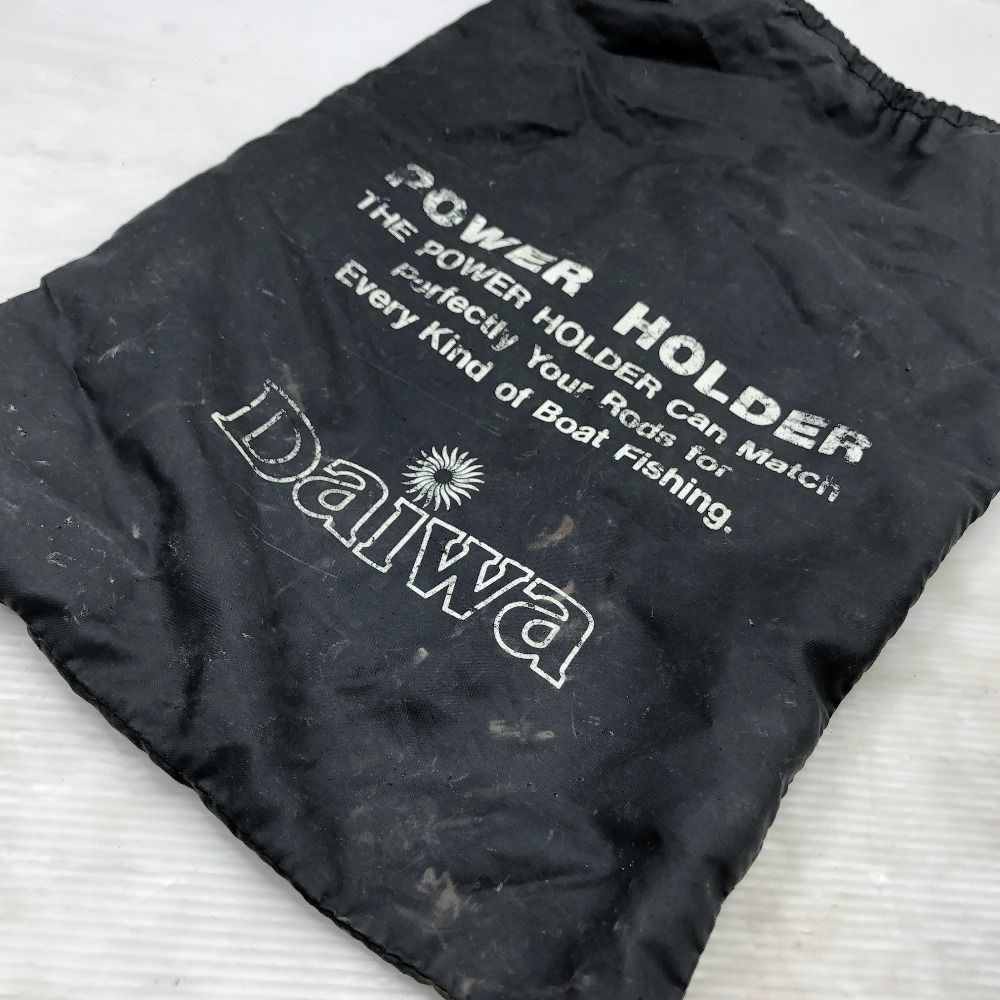 POWER HOLDER
THE POWER HOLDER Can Match
Perfectly Your Rods for
Every Kind of Boat Fishing.
Daiwa